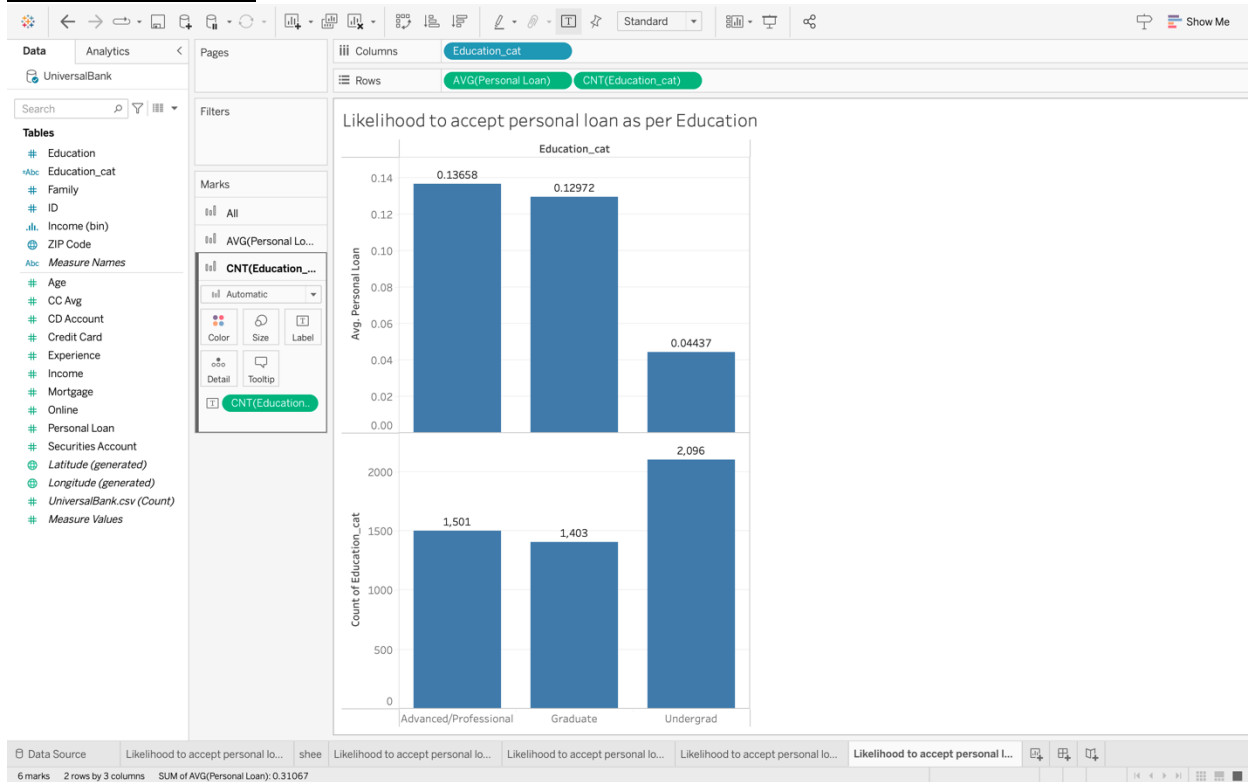 Standard
Show Me
Data
Analytics
Pages
Columns
Education_cat
UniversalBank
Rows
AVG(Personal Loan)
CNT(Education_cat)
Search
Tables
# Education
Abc Education_cat
# Family
# ID
Income (bin)
ZIP Code
Abc Measure Names
# Age
# CC Avg
# CD Account
# Credit Card
# Experience
# Income
# Mortgage
# Online
# Personal Loan
# Securities Account
Latitude (generated)
Longitude (generated)
# UniversalBank.csv (Count)
# Measure Values
Filters
Marks
All
AVG(Personal Lo...
CNT(Education_...
Automatic
Color
Size
Label
Detail
Tooltip
CNT(Education..
Likelihood to accept personal loan as per Education
Education_cat
Avg. Personal Loan
0.14
0.12
0.10
0.08
0.06
0.04
0.02
0.00
0.13658
0.12972
0.04437
Count of Education_cat
2000
1500
1000
500
0
1,501
1,403
2,096
Advanced/Professional
Graduate
Undergrad
Data Source
Likelihood to accept personal lo...
shee
Likelihood to accept personal lo...
Likelihood to accept personal lo...
Likelihood to accept personal lo...
Likelihood to accept personal l...
6 marks
2 rows by 3 columns
SUM of AVG(Personal Loan): 0.31067